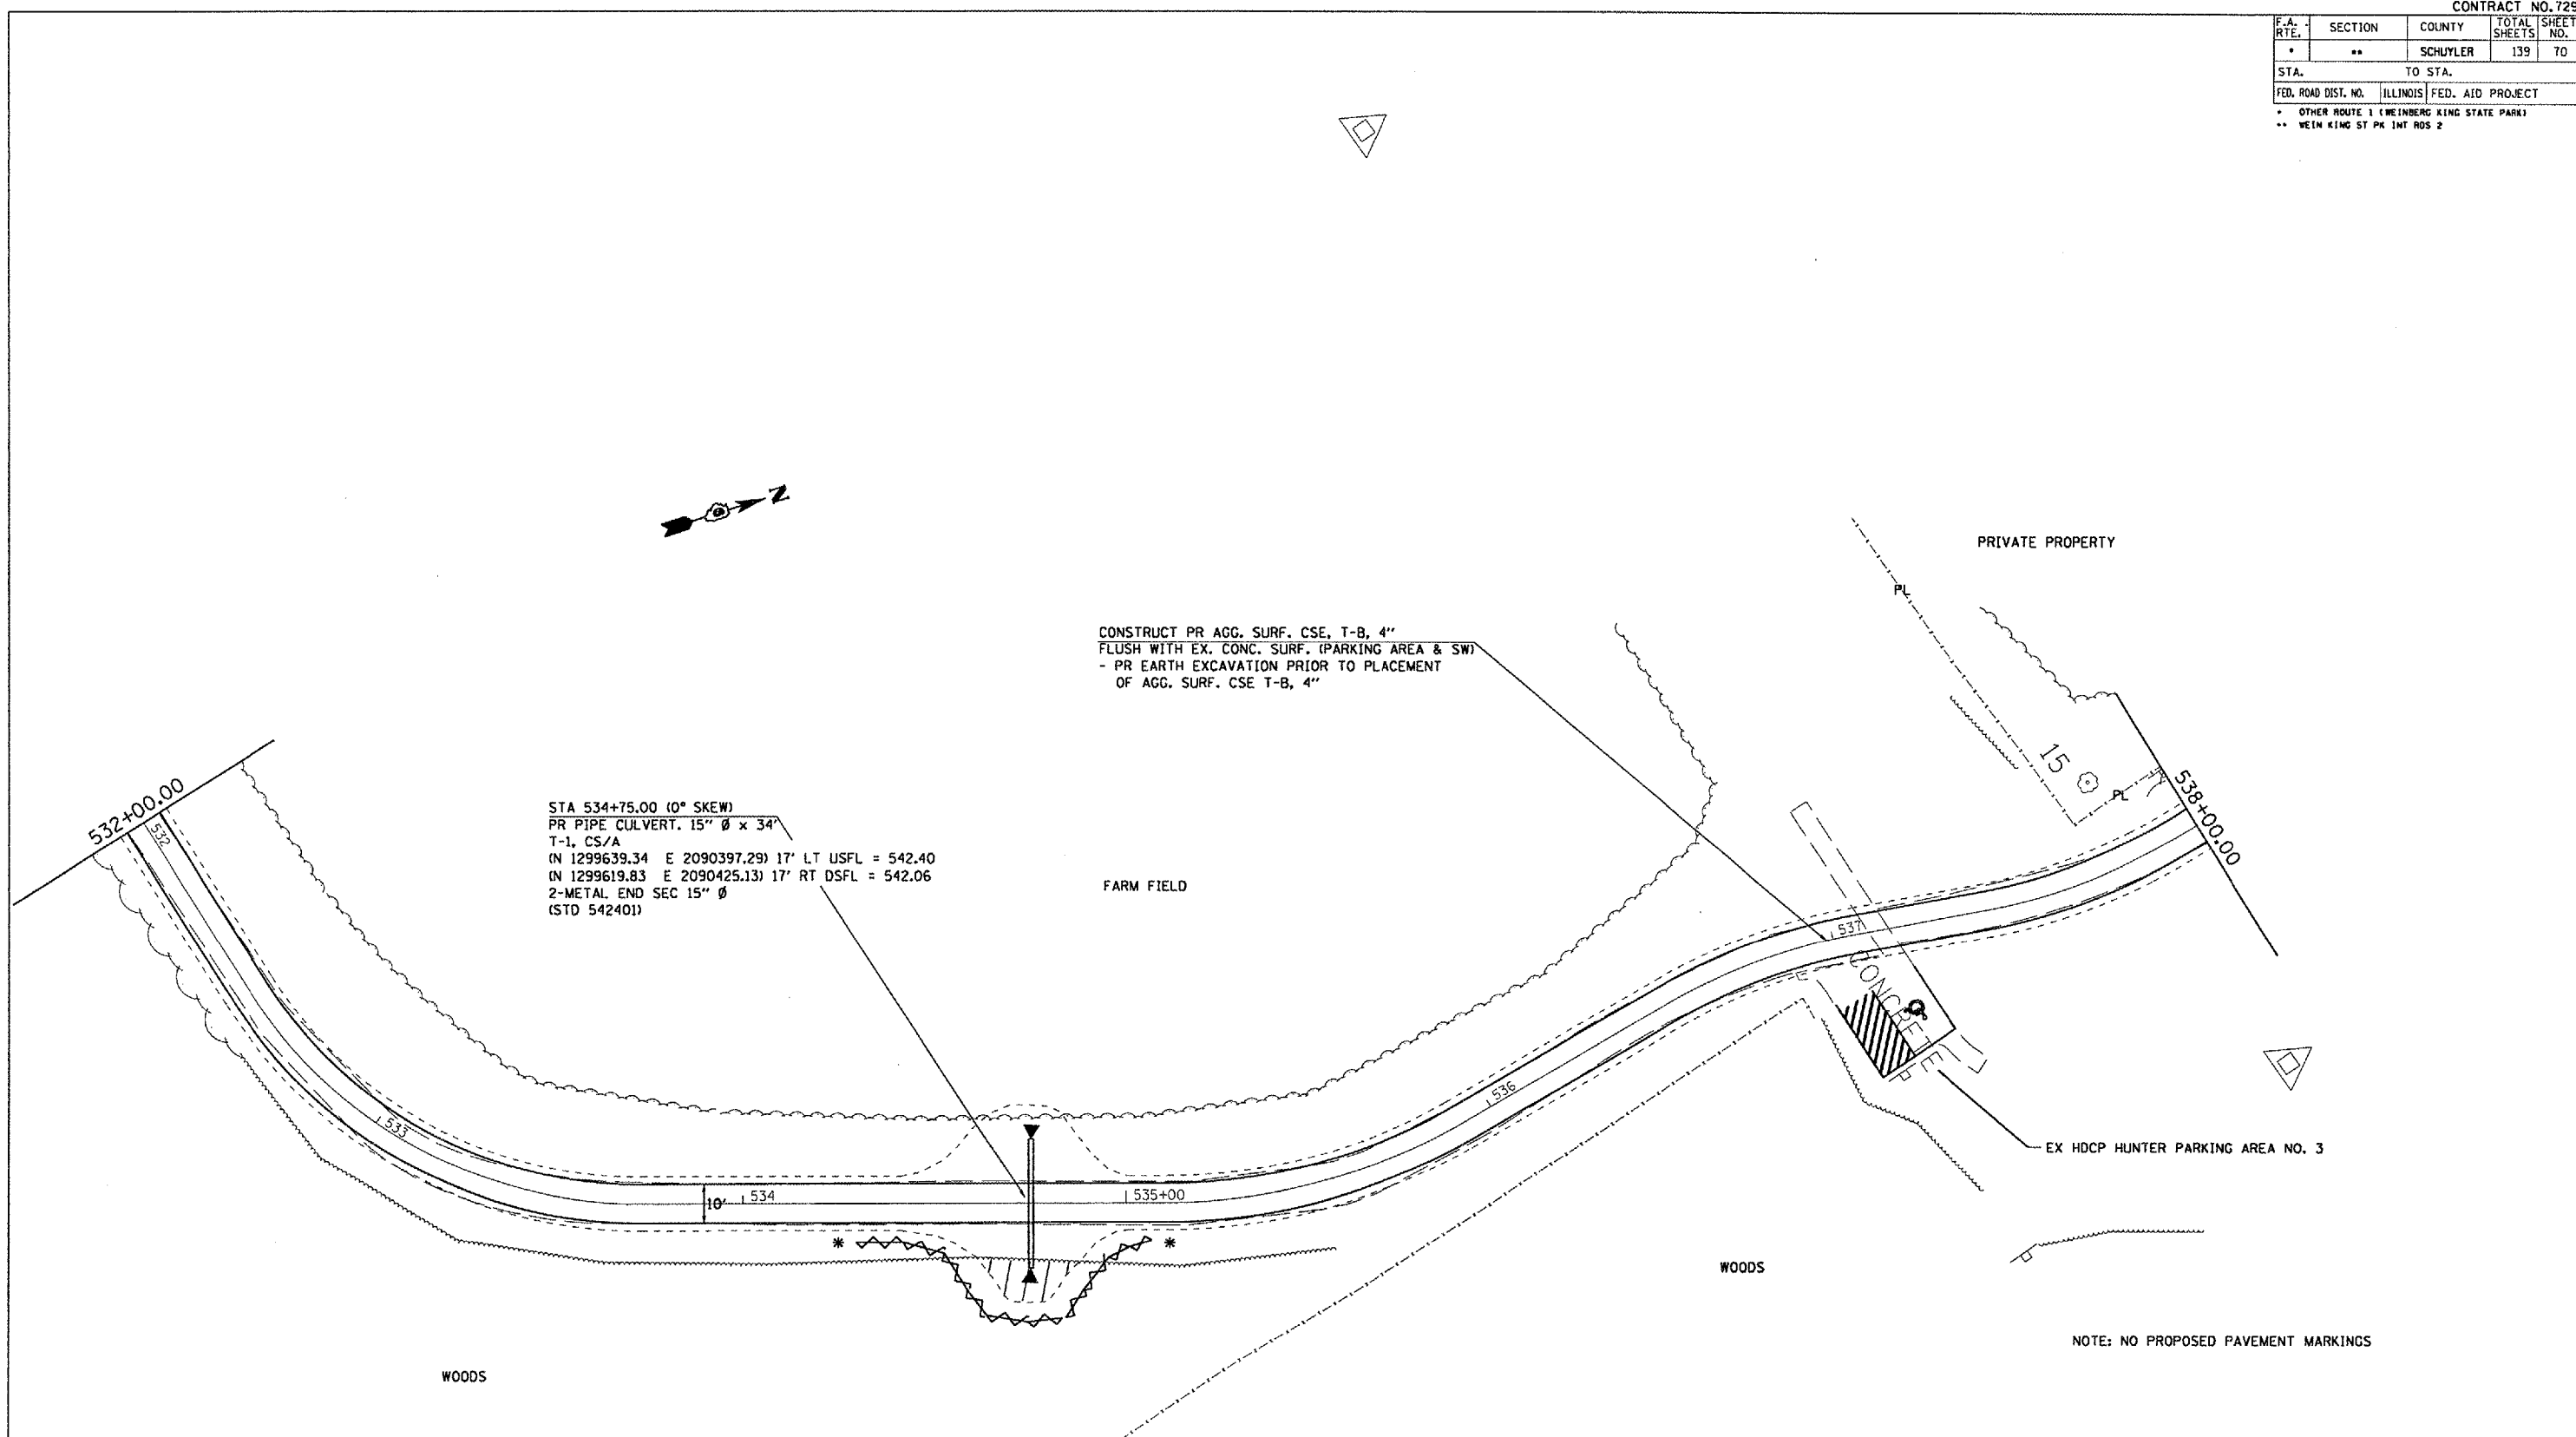 CONTRACT NO. 729
F.A. RTE. SECTION COUNTY TOTAL SHEETS SHEET NO.
* ** SCHUYLER 139 70
STA. TO STA.
FED. ROAD DIST. NO. ILLINOIS FED. AID PROJECT
* OTHER ROUTE 1 (WEINBERG KING STATE PARK)
** WEIN KING ST PK INT RDS 2
N
PRIVATE PROPERTY
PL
CONSTRUCT PR AGG. SURF. CSE, T-B, 4"
FLUSH WITH EX. CONC. SURF. (PARKING AREA & SW)
- PR EARTH EXCAVATION PRIOR TO PLACEMENT
OF AGG. SURF. CSE T-B, 4"
15
PL
532+00.00
532
538+00.00
STA 534+75.00 (0° SKEW)
PR PIPE CULVERT. 15" Ø x 34'
T-1, CS/A
(N 1299639.34 E 2090397.29) 17' LT USFL = 542.40
(N 1299619.83 E 2090425.13) 17' RT DSFL = 542.06
2-METAL END SEC 15" Ø
(STD 542401)
FARM FIELD
537
CONCRETE
536
533
EX HDCP HUNTER PARKING AREA NO. 3
10'
534
535+00
* *
WOODS
NOTE: NO PROPOSED PAVEMENT MARKINGS
WOODS